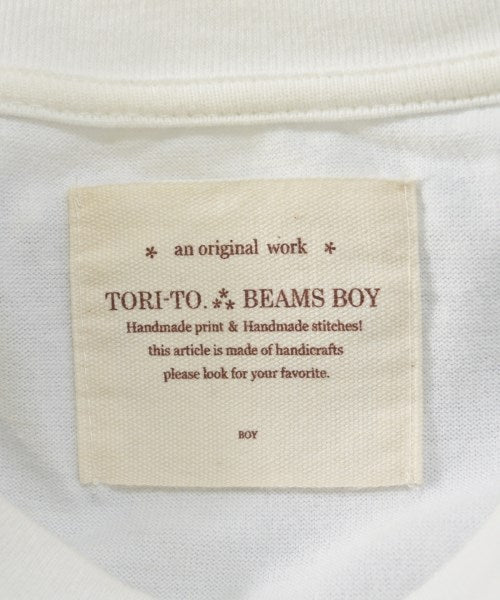 * an original work *
TORI-TO. ⁂ BEAMS BOY
Handmade print & Handmade stitches!
this article is made of handicrafts
please look for your favorite.
BOY